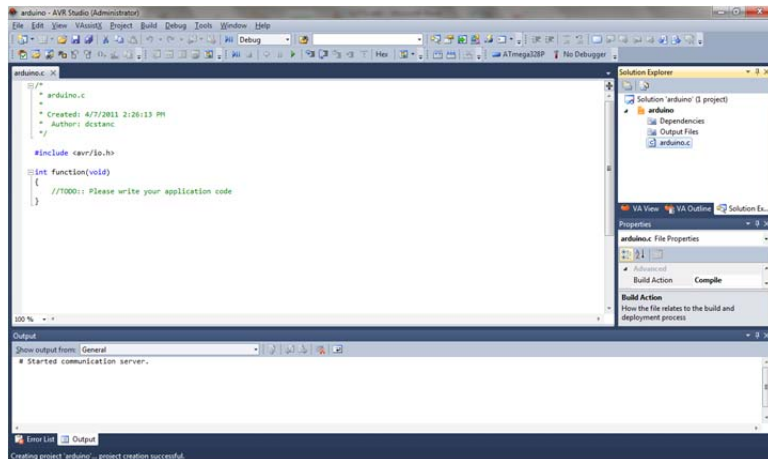 arduino - AVR Studio (Administrator)
File Edit View VAssistX Project Build Debug Tools Window Help
Debug
Hex ATmega328P No Debugger
arduino.c
/*
* arduino.c
*
* Created: 4/7/2011 2:26:13 PM
* Author: dcstanc
*/
#include <avr/io.h>
int function(void)
{
//TODO:: Please write your application code
}
100 %
Solution Explorer
Solution 'arduino' (1 project)
arduino
Dependencies
Output Files
arduino.c
VA View VA Outline Solution Ex...
Properties
arduino.c File Properties
Advanced
Build Action Compile
Build Action
How the file relates to the build and
deployment process
Output
Show output from: General
# Started communication server.
Error List Output
Creating project 'arduino'... project creation successful.